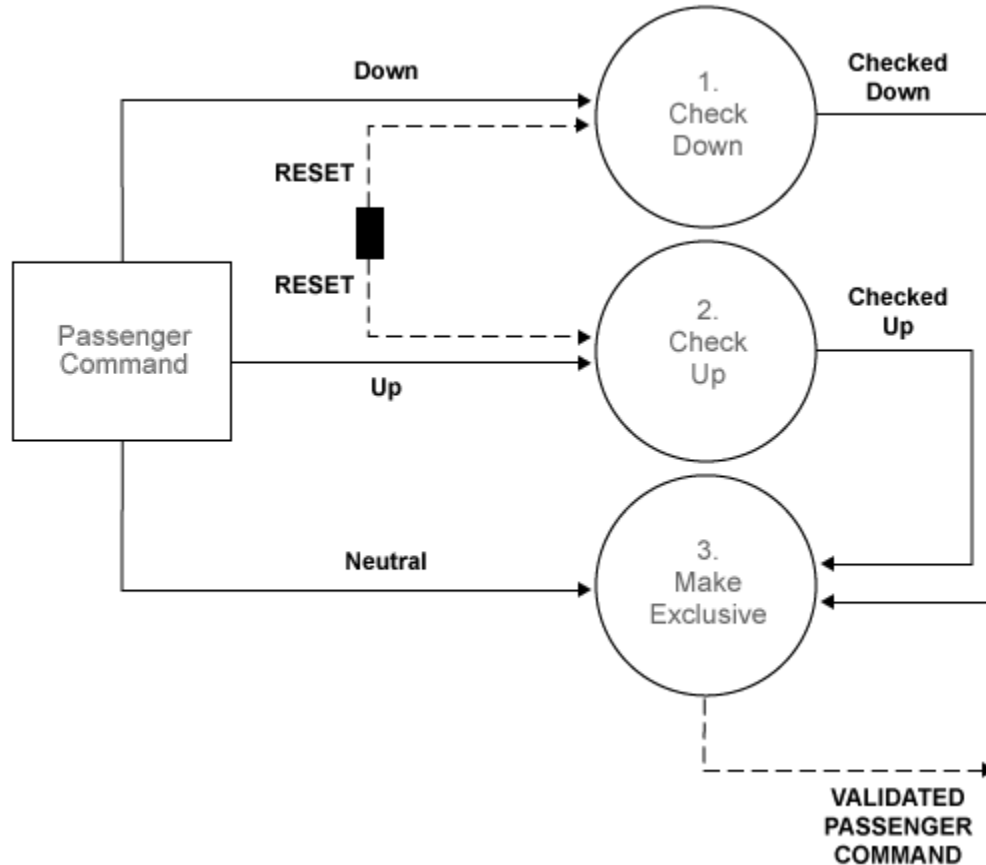 Down
1.
Check
Down
Checked
Down
RESET
RESET
Passenger
Command
Up
2.
Check
Up
Checked
Up
Neutral
3.
Make
Exclusive
VALIDATED
PASSENGER
COMMAND